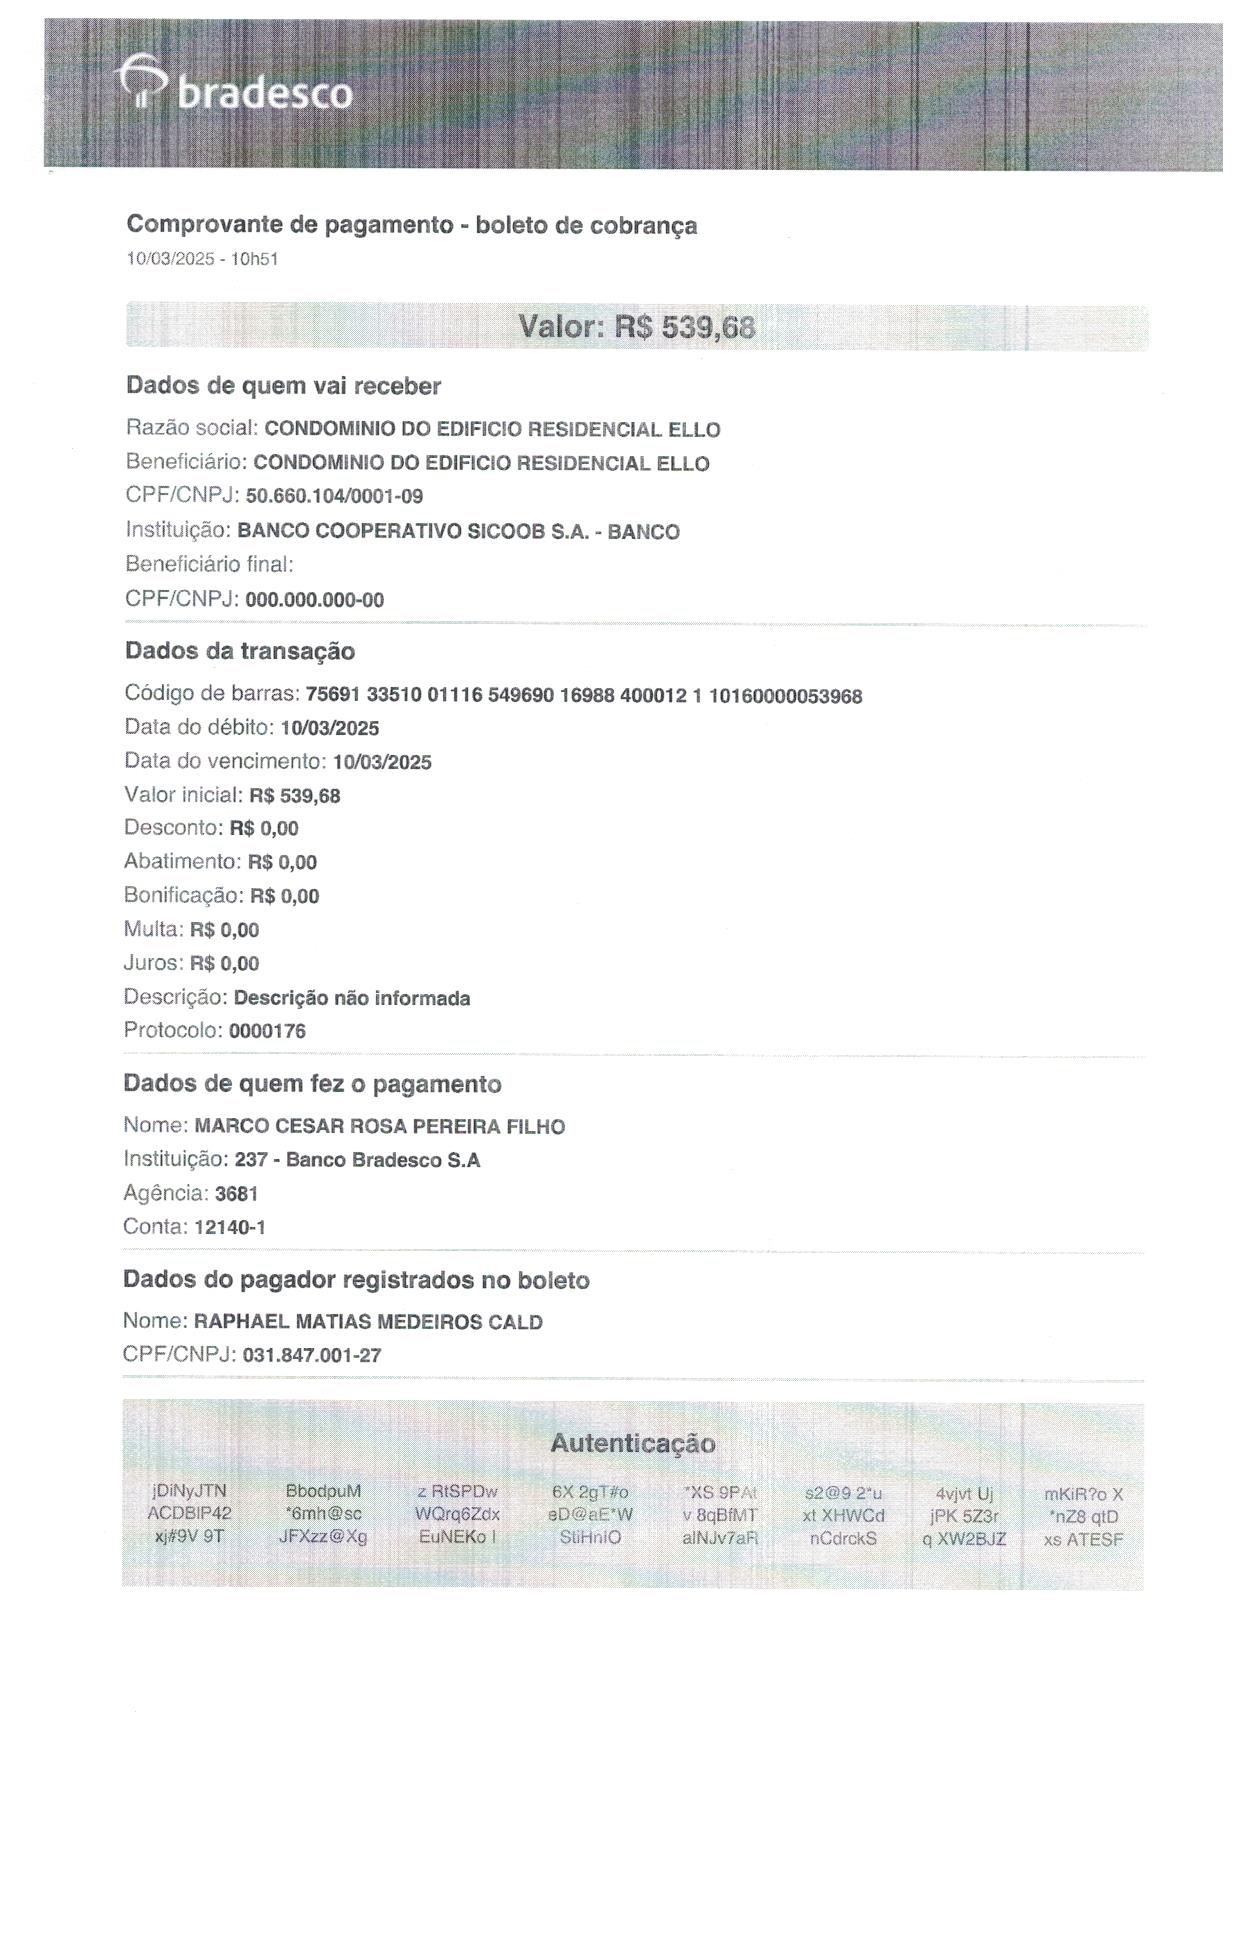 bradesco
Comprovante de pagamento - boleto de cobrança
10/03/2025 - 10h51
Valor: R$ 539,68
Dados de quem vai receber
Razão social: CONDOMINIO DO EDIFICIO RESIDENCIAL ELLO
Beneficiário: CONDOMINIO DO EDIFICIO RESIDENCIAL ELLO
CPF/CNPJ: 50.660.104/0001-09
Instituição: BANCO COOPERATIVO SICOOB S.A. - BANCO
Beneficiário final:
CPF/CNPJ: 000.000.000-00
Dados da transação
Código de barras: 75691 33510 01116 549690 16988 400012 1 10160000053968
Data do débito: 10/03/2025
Data do vencimento: 10/03/2025
Valor inicial: R$ 539,68
Desconto: R$ 0,00
Abatimento: R$ 0,00
Bonificação: R$ 0,00
Multa: R$ 0,00
Juros: R$ 0,00
Descrição: Descrição não informada
Protocolo: 0000176
Dados de quem fez o pagamento
Nome: MARCO CESAR ROSA PEREIRA FILHO
Instituição: 237 - Banco Bradesco S.A
Agência: 3681
Conta: 12140-1
Dados do pagador registrados no boleto
Nome: RAPHAEL MATIAS MEDEIROS CALD
CPF/CNPJ: 031.847.001-27
Autenticação
jDiNyJTN BbodpuM z RtSPDw 6X 2gT#o *XS s2@9 2*u 4vjvt Uj mKiR?o X
*6mh@sc WQrq6Zdx v 8qBfMT xt XHWCd jPK 5Z3r *nZ8 qtD
xj#9V 9T JFXzz@Xg nCdrckS q XW2BJZ xs ATESF